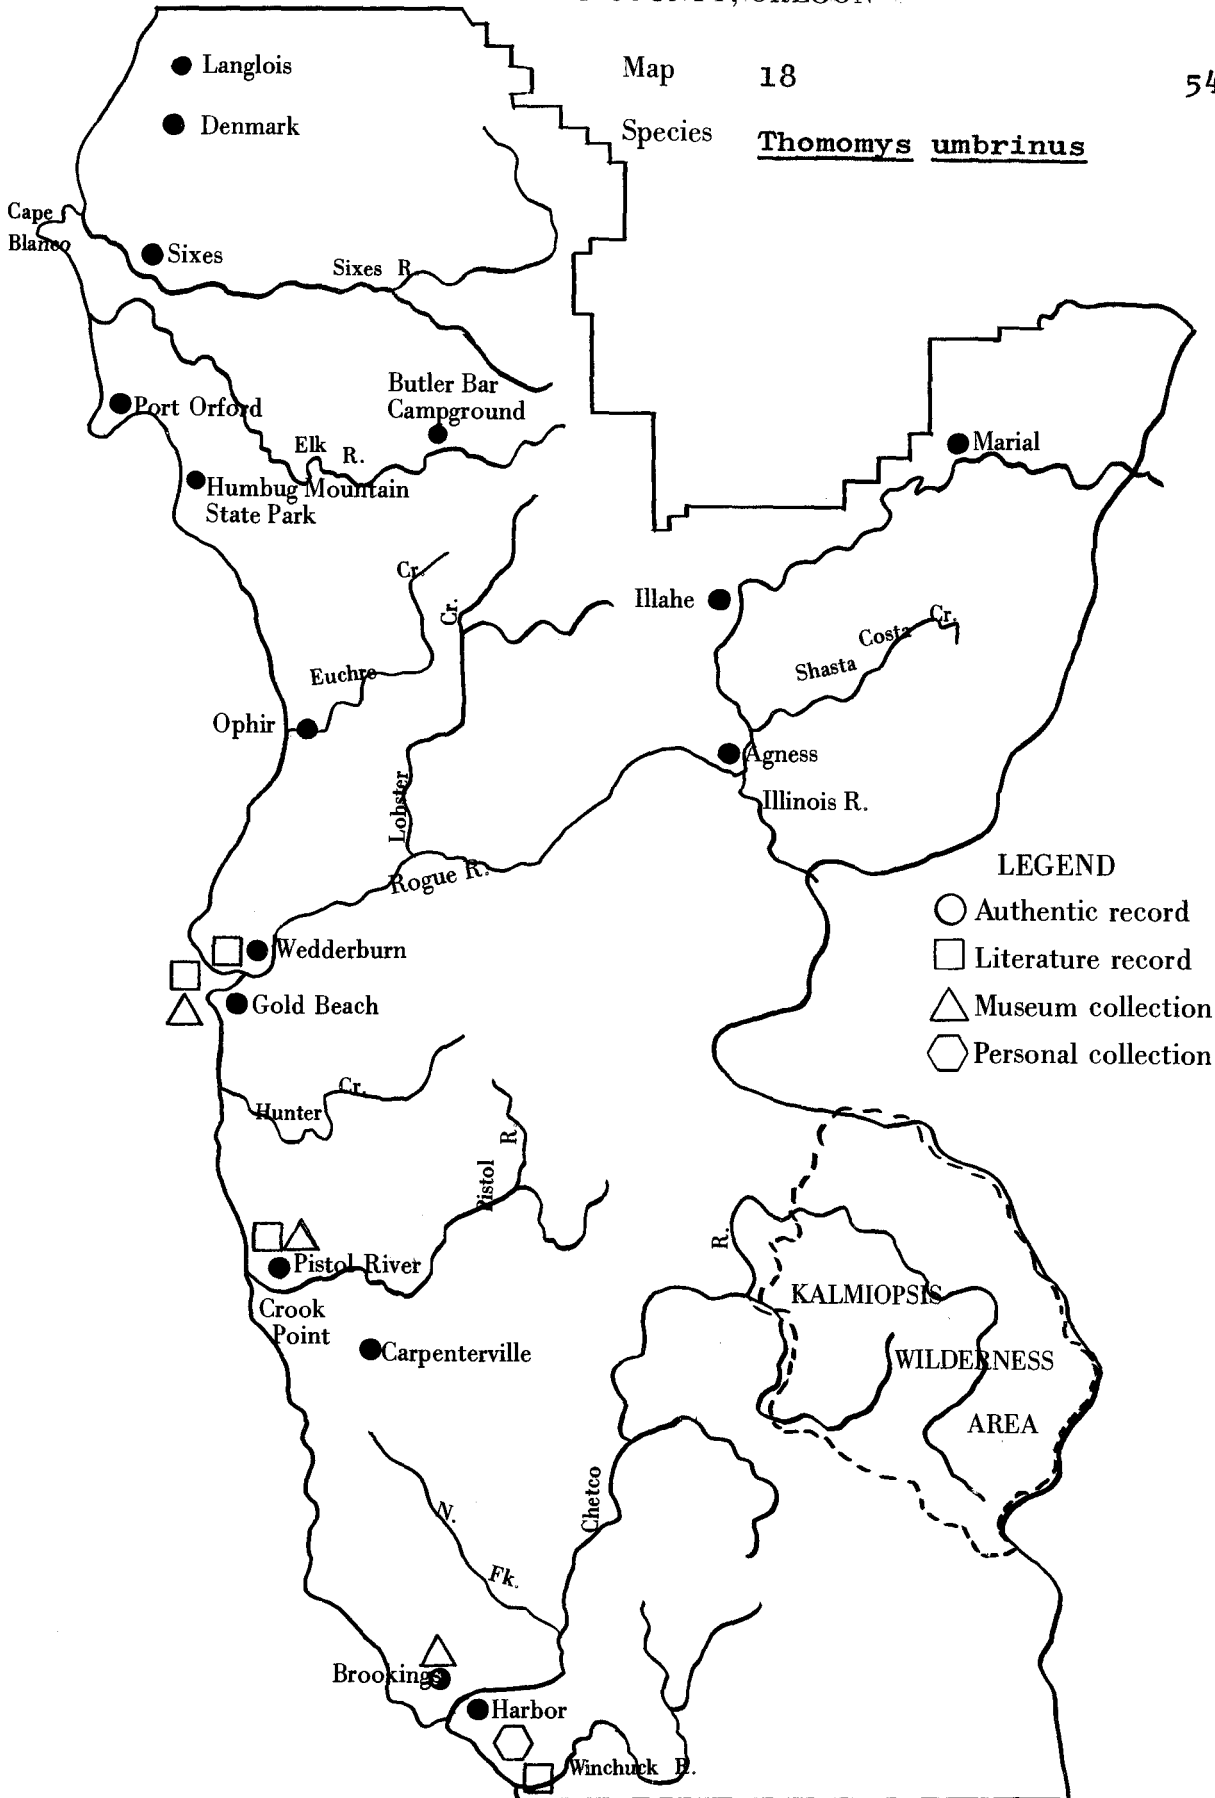 COUNTY, OREGON
Map 18 54
Species Thomomys umbrinus
Langlois
Denmark
Cape
Blanco
Sixes
Sixes R.
Butler Bar
Campground
Port Orford
Elk R.
Marial
Humbug Mountain
State Park
Cr.
Cr.
Illahe
Costa Cr.
Shasta
Euchre
Ophir
Agness
Lobster
Illinois R.
Rogue R.
LEGEND
Authentic record
Literature record
Museum collection
Personal collection
Wedderburn
Gold Beach
Cr.
Hunter
R.
Pistol
R.
Pistol River
KALMIOPSIS
Crook
Point
Carpenterville
WILDERNESS
AREA
Chetco
N.
Fk.
Brookings
Harbor
Winchuck R.